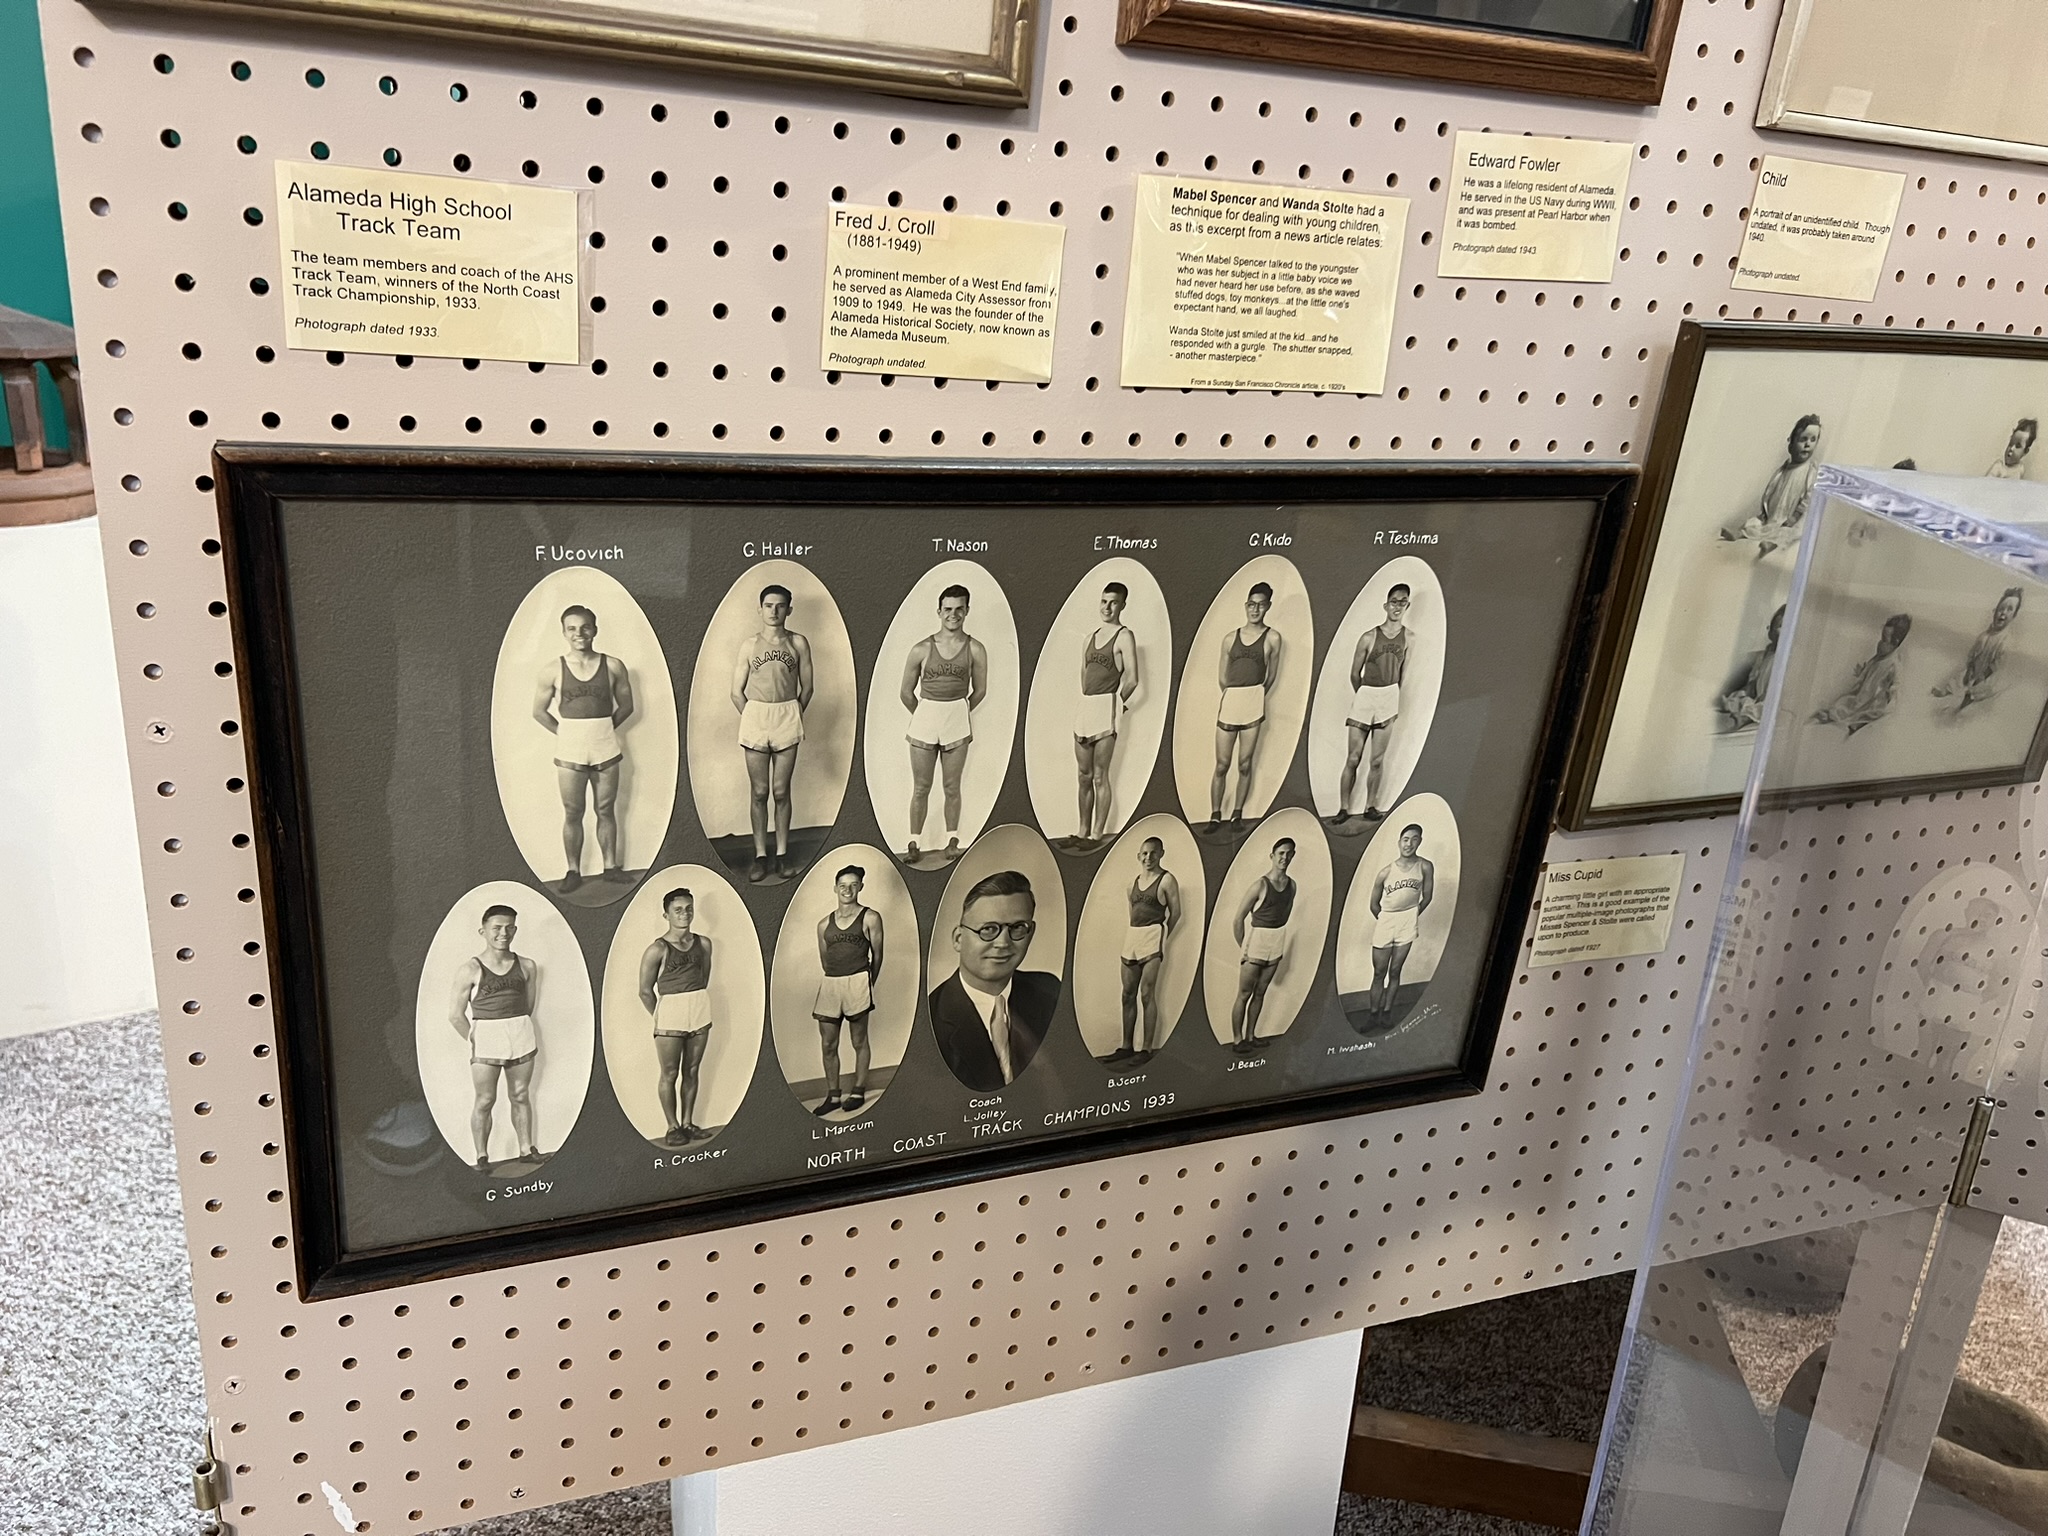 Alameda High School
Track Team
The team members and coach of the AHS
Track Team, winners of the North Coast
Track Championship, 1933.
Photograph dated 1933.
Fred J. Croll
(1881-1949)
A prominent member of a West End family,
he served as Alameda City Assessor from
1909 to 1949. He was the founder of the
Alameda Historical Society, now known as
the Alameda Museum.
Photograph undated.
Mabel Spencer and Wanda Stolte had a
technique for dealing with young children,
as this excerpt from a news article relates:
"When Mabel Spencer talked to the youngster
who was her subject in a little baby voice we
had never heard her use before, as she waved
stuffed dogs, toy monkeys...at the little one's
expectant hand, we all laughed.
Wanda Stolte just smiled at the kid...and he
responded with a gurgle. The shutter snapped,
- another masterpiece."
From a Sunday San Francisco Chronicle article, c. 1920's
Edward Fowler
He was a lifelong resident of Alameda.
He served in the US Navy during WWII,
and was present at Pearl Harbor when
it was bombed.
Photograph dated 1943.
Child
A portrait of an unidentified child. Though
undated, it was probably taken around
1940.
Photograph undated.
F. Ucovich
G. Haller
T. Nason
E. Thomas
G. Kido
R. Teshima
ALAMEDA
ALAMEDA
ALAMEDA
ALAMEDA
G. Sundby
R. Crocker
L. Marcum
Coach
L. Jolley
B. Scott
J. Beach
M. Iwahashi
NORTH COAST TRACK CHAMPIONS 1933
Miss Cupid
A charming little girl with an appropriate
surname. This is a good example of the
popular multiple-image photographs that
Misses Spencer & Stolte were called
upon to produce.
Photograph dated 1927